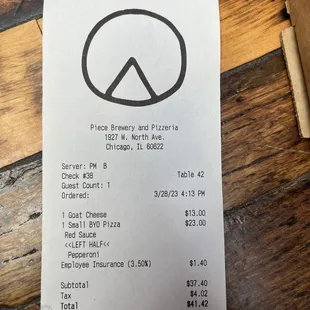 Piece Brewery and Pizzeria
1927 W. North Ave.
Chicago, IL 60622
Server: PM B
Check #38 Table 42
Guest Count: 1
Ordered: 3/28/23 4:13 PM
1 Goat Cheese $13.00
1 Small BYO Pizza $23.00
Red Sauce
<<LEFT HALF<
Pepperoni
Employee Insurance (3.50%) $1.40
Subtotal $37.40
Tax $4.02
Total $41.42